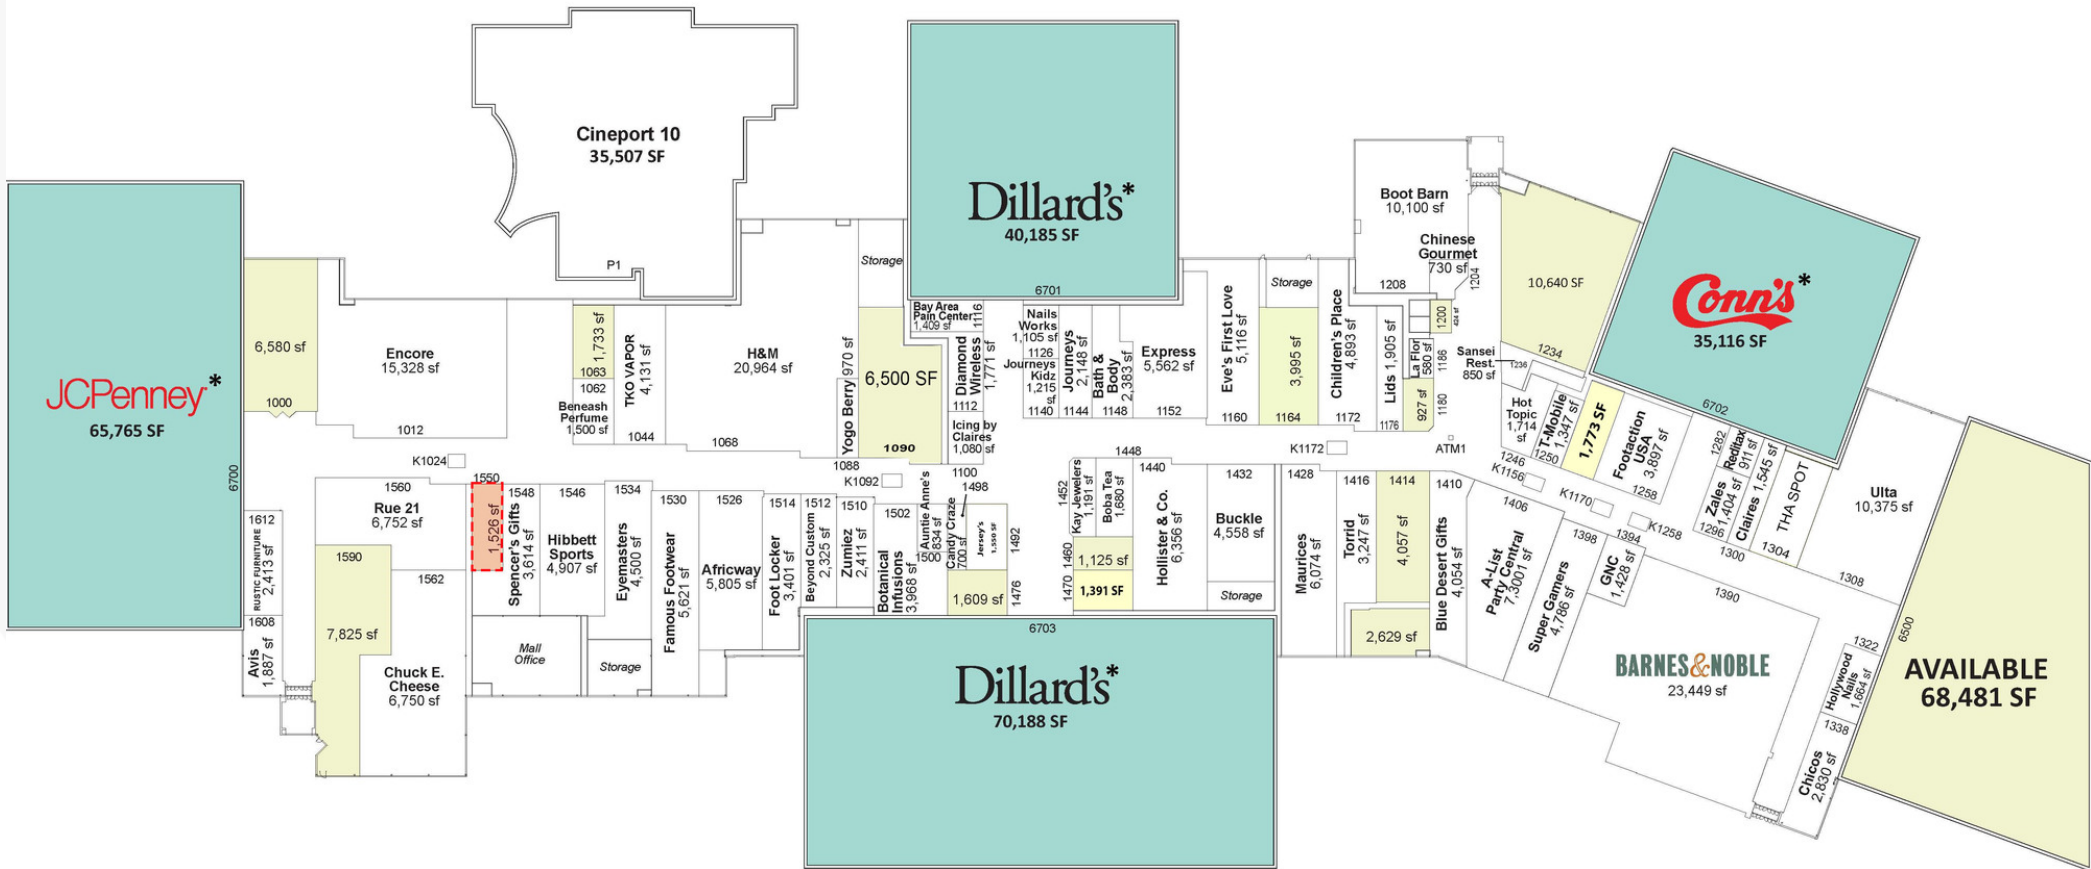 Cineport 10
35,507 SF
P1
Dillard's*
40,185 SF
6701
JCPenney*
65,765 SF
6700
6,580 sf
1000
Encore
15,328 sf
1012
K1024
1,733 sf
1063
1062
Beneash
Perfume
1,500 sf
TKO VAPOR
4,131 sf
1044
H&M
20,964 sf
1068
Storage
Yogo Berry 970 sf
1088
6,500 SF
1090
K1092
Bay Area
Pain Center
1,409 sf
1116
Diamond
Wireless
1,771 sf
1112
Icing by
Claires
1,080 sf
1100
Nails
Works
1,105 sf
1126
Journeys
Kidz
1,215
sf
1140
Journeys
2,148 sf
1144
Bath &
Body
2,383 sf
1148
Express
5,562 sf
1152
Eve's First Love
5,116 sf
1160
Storage
3,995 sf
1164
Children's Place
4,893 sf
1172
K1172
Lids 1,905 sf
1176
Boot Barn
10,100 sf
1208
Chinese
Gourmet
730 sf
1204
1200
La Flor
580 sf
1186
927 sf
1180
ATM1
10,640 SF
1234
Sansei
Rest.
850 sf
1236
Hot
Topic
1,714
sf
1246
T-Mobile
1,347 sf
1250
1,773 SF
Footaction
USA
3,897 sf
1258
K1156
K1170
K1258
Conn's*
35,116 SF
6702
1282
Reditax
911 sf
Zales
1,404 sf
1296
Claires 1,545 sf
1300
THA SPOT
1304
Ulta
10,375 sf
1308
AVAILABLE
68,481 SF
6500
1612
RUSTIC FURNITURE
2,413 sf
1608
Avis
1,887 sf
1560
Rue 21
6,752 sf
1590
7,825 sf
1562
Chuck E.
Cheese
6,750 sf
1550
1,526 sf
1548
Spencer's Gifts
3,614 sf
1546
Hibbett
Sports
4,907 sf
Mall
Office
1534
Eyemasters
4,500 sf
Storage
1530
Famous Footwear
5,621 sf
1526
Africway
5,805 sf
1514
Foot Locker
3,401 sf
1512
Beyond Custom
2,325 sf
1510
Zumiez
2,411 sf
1502
Botanical
Infusions
3,968 sf
Auntie Anne's
834 sf
1500
1498
Candy Craze
700 sf
Jersey's
1,550 SF
1492
1,609 sf
1476
6703
Dillard's*
70,188 SF
1448
1452
Kay Jewelers
1,191 sf
Boba Tea
1,680 sf
1460
1,125 sf
1470
1,391 SF
1440
Hollister & Co.
6,356 sf
1432
Buckle
4,558 sf
Storage
1428
Maurices
6,074 sf
1416
Torrid
3,247 sf
1414
4,057 sf
2,629 sf
1410
Blue Desert Gifts
4,054 sf
1406
A-List
Party Central
7,3001 sf
1398
Super Gamers
4,786 sf
1394
GNC
1,428 sf
1390
BARNES&NOBLE
23,449 sf
1322
Hollywood
Nails
1,664 sf
1338
Chicos
2,830 sf